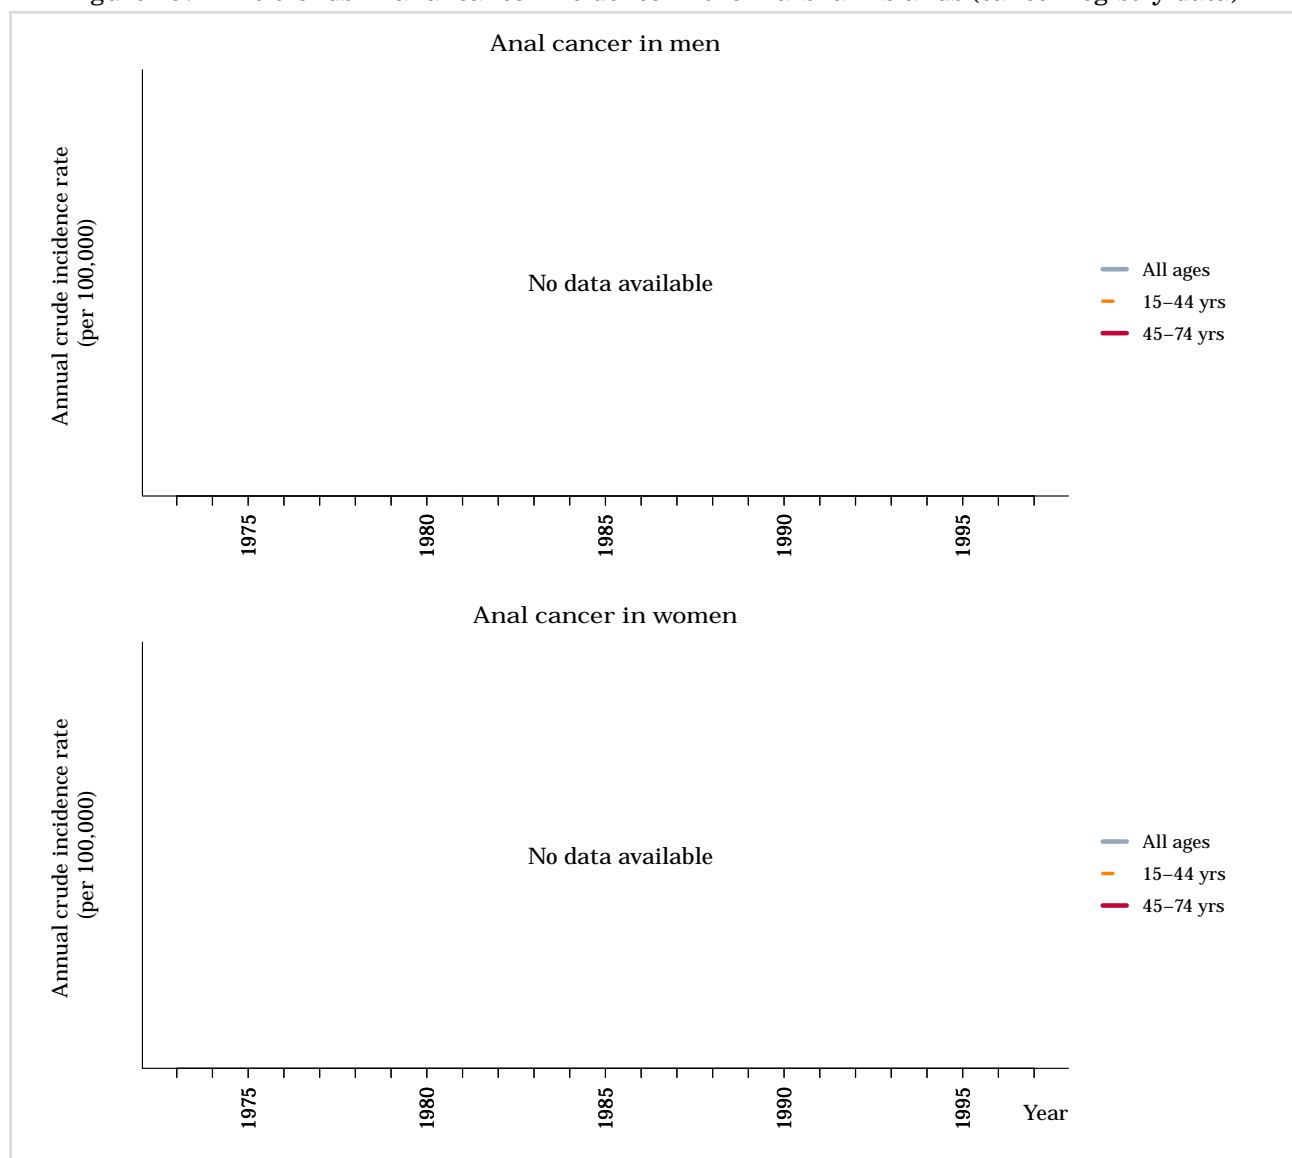 Anal cancer in men
Annual crude incidence rate
(per 100,000)
No data available
All ages
15–44 yrs
45–74 yrs
1975
1980
1985
1990
1995
Anal cancer in women
Annual crude incidence rate
(per 100,000)
No data available
All ages
15–44 yrs
45–74 yrs
1975
1980
1985
1990
1995
Year